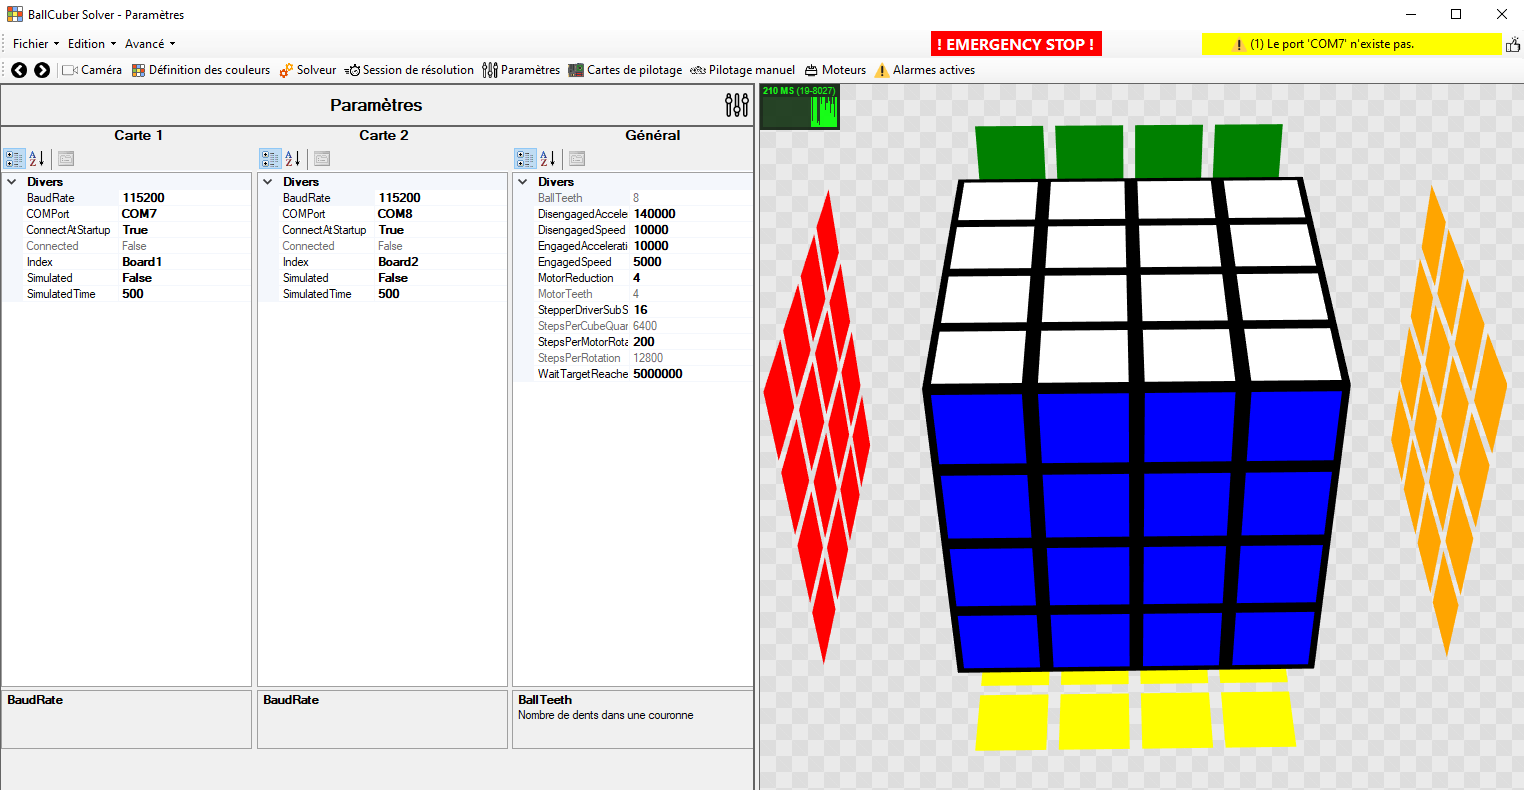 BallCuber Solver - Paramètres
Fichier Edition Avancé
! EMERGENCY STOP !
(1) Le port 'COM7' n'existe pas.
Caméra Définition des couleurs Solveur Session de résolution Paramètres Cartes de pilotage Pilotage manuel Moteurs Alarmes actives
Paramètres
Carte 1
Divers
BaudRate 115200
COMPort COM7
ConnectAtStartup True
Connected False
Index Board1
Simulated False
SimulatedTime 500
BaudRate
Carte 2
Divers
BaudRate 115200
COMPort COM8
ConnectAtStartup True
Connected False
Index Board2
Simulated False
SimulatedTime 500
BaudRate
Général
Divers
BallTeeth 8
DisengagedAccele 140000
DisengagedSpeed 10000
EngagedAccelerati 10000
EngagedSpeed 5000
MotorReduction 4
MotorTeeth 4
StepperDriverSubS 16
StepsPerCubeQuar 6400
StepsPerMotorRota 200
StepsPerRotation 12800
WaitTargetReache 5000000
BallTeeth
Nombre de dents dans une couronne
210 MS (19-8027)